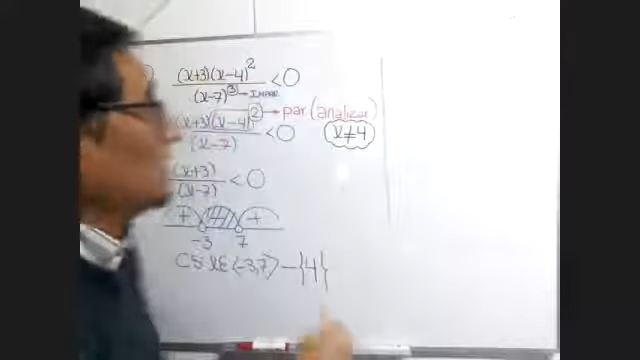 (x+3)(x-4)² / (x-7)③ → IMPAR < 0
(x+3)(x-4)² → par (analizar) / (x-7) < 0 x≠4
(x+3) / (x-7) < 0
+ - +
-3 7
CS: x∈⟨-3,7⟩ - {4}